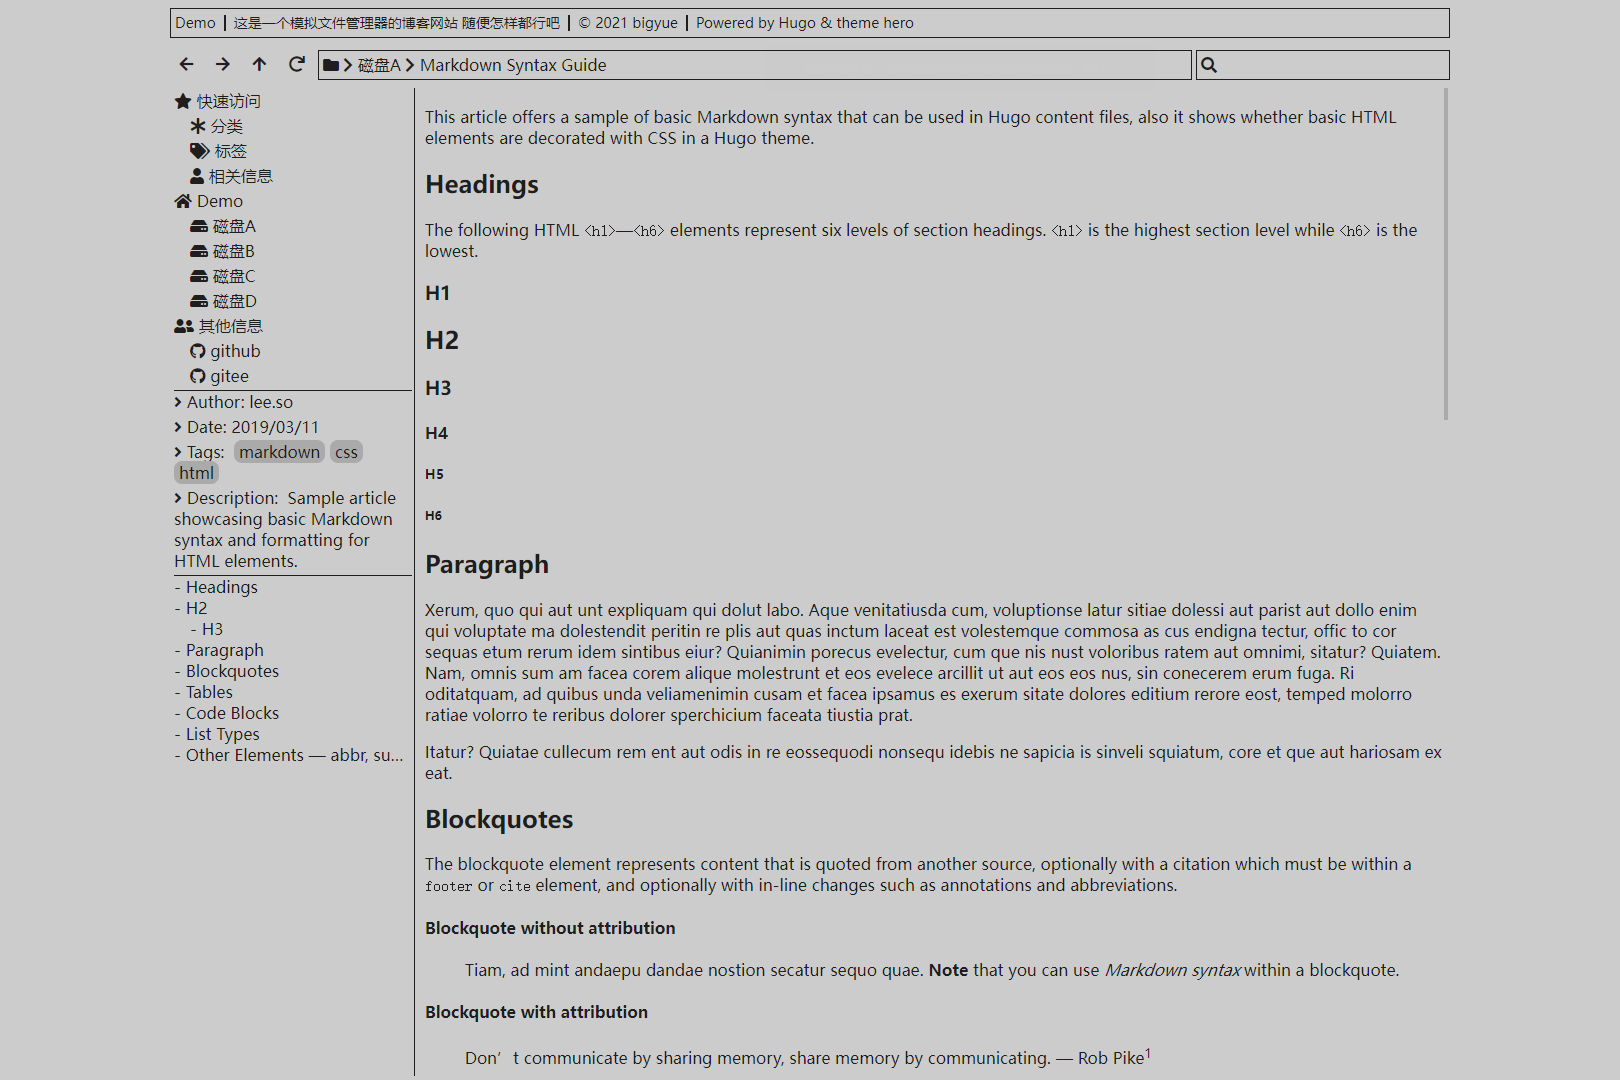 Demo | 这是一个模拟文件管理器的博客网站 随便怎样都行吧 | © 2021 bigyue | Powered by Hugo & theme hero
磁盘A Markdown Syntax Guide
快速访问
分类
标签
相关信息
Demo
磁盘A
磁盘B
磁盘C
磁盘D
其他信息
github
gitee
Author: lee.so
Date: 2019/03/11
Tags: markdown css
html
Description: Sample article
showcasing basic Markdown
syntax and formatting for
HTML elements.
- Headings
- H2
- H3
- Paragraph
- Blockquotes
- Tables
- Code Blocks
- List Types
- Other Elements — abbr, su...
This article offers a sample of basic Markdown syntax that can be used in Hugo content files, also it shows whether basic HTML
elements are decorated with CSS in a Hugo theme.
Headings
The following HTML <h1>—<h6> elements represent six levels of section headings. <h1> is the highest section level while <h6> is the
lowest.
H1
H2
H3
H4
H5
H6
Paragraph
Xerum, quo qui aut unt expliquam qui dolut labo. Aque venitatiusda cum, voluptionse latur sitiae dolessi aut parist aut dollo enim
qui voluptate ma dolestendit peritin re plis aut quas inctum laceat est volestemque commosa as cus endigna tectur, offic to cor
sequas etum rerum idem sintibus eiur? Quianimin porecus evelectur, cum que nis nust voloribus ratem aut omnimi, sitatur? Quiatem.
Nam, omnis sum am facea corem alique molestrunt et eos evelece arcillit ut aut eos eos nus, sin conecerem erum fuga. Ri
oditatquam, ad quibus unda veliamenimin cusam et facea ipsamus es exerum sitate dolores editium rerore eost, temped molorro
ratiae volorro te reribus dolorer sperchicium faceata tiustia prat.
Itatur? Quiatae cullecum rem ent aut odis in re eossequodi nonsequ idebis ne sapicia is sinveli squiatum, core et que aut hariosam ex
eat.
Blockquotes
The blockquote element represents content that is quoted from another source, optionally with a citation which must be within a
footer or cite element, and optionally with in-line changes such as annotations and abbreviations.
Blockquote without attribution
Tiam, ad mint andaepu dandae nostion secatur sequo quae. Note that you can use Markdown syntax within a blockquote.
Blockquote with attribution
Don’t communicate by sharing memory, share memory by communicating. — Rob Pike1